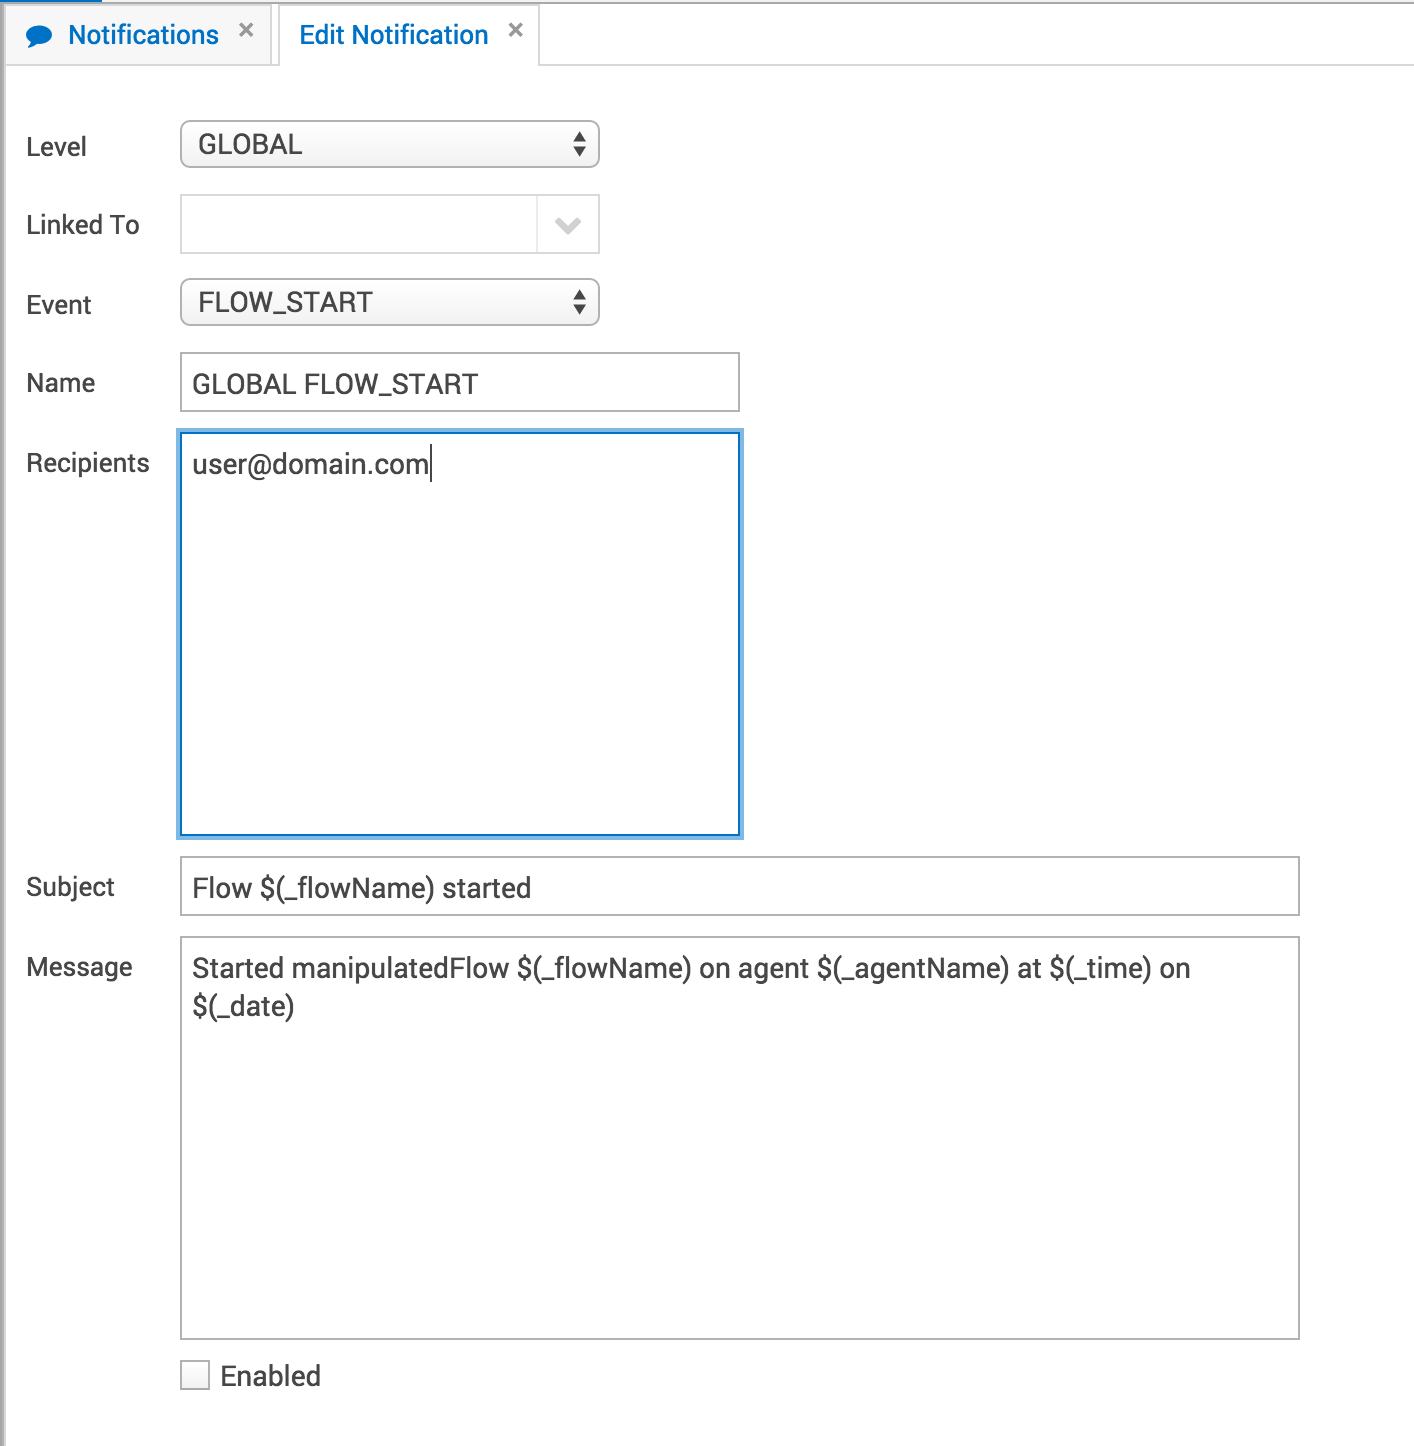 Notifications
Edit Notification
Level
GLOBAL
Linked To
Event
FLOW_START
Name
GLOBAL FLOW_START
Recipients
user@domain.com
Subject
Flow $(_flowName) started
Message
Started manipulatedFlow $(_flowName) on agent $(_agentName) at $(_time) on
$(_date)
Enabled